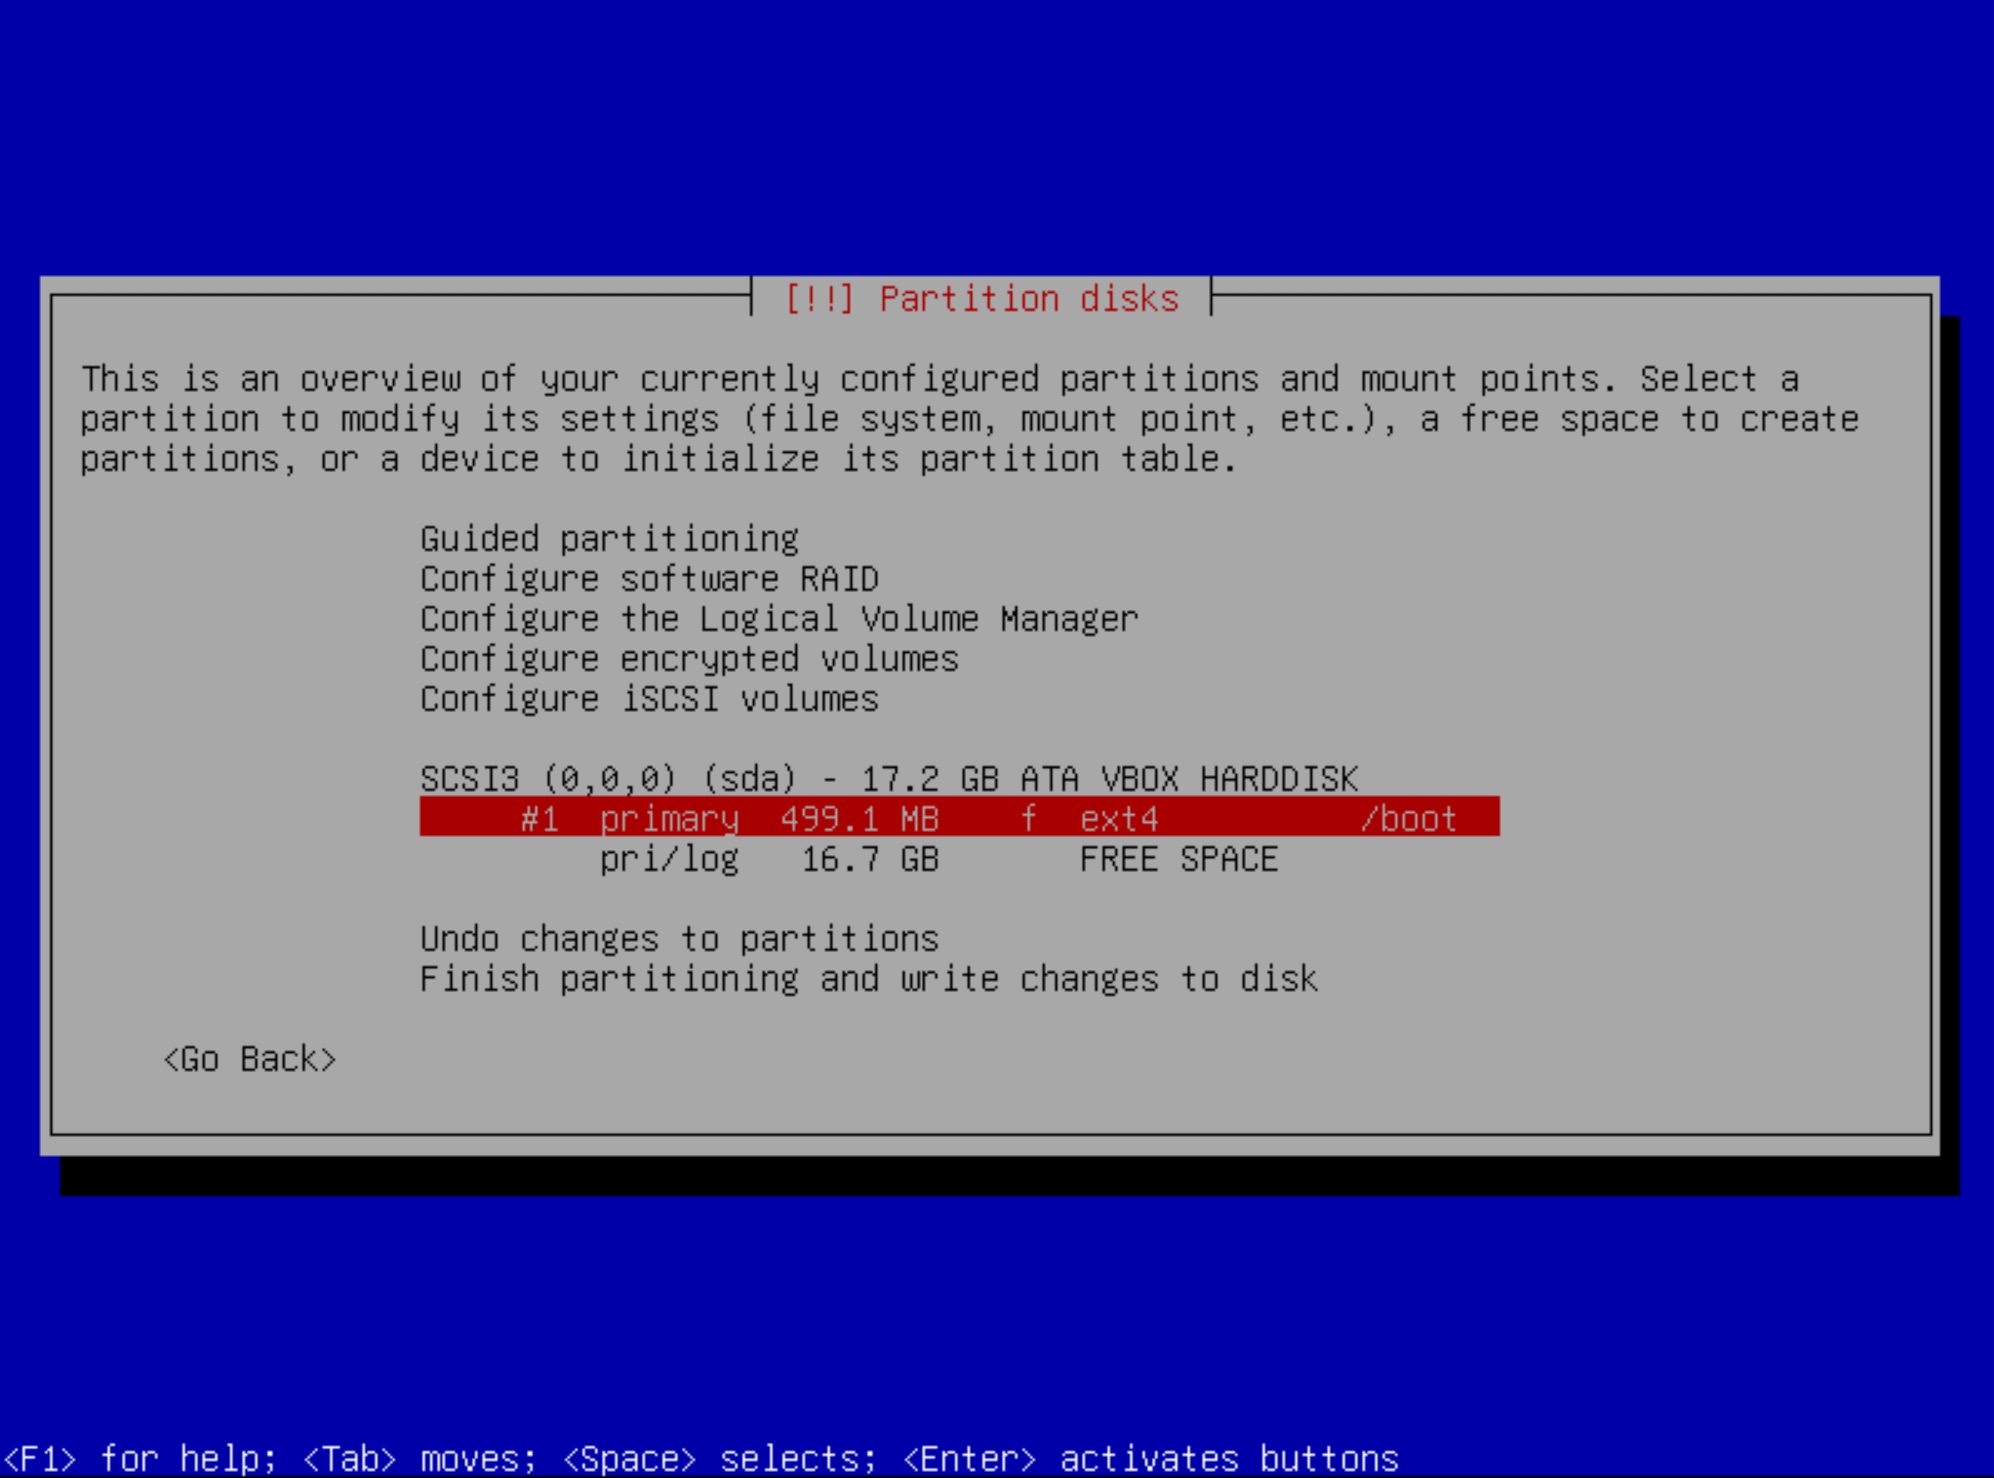 [!!] Partition disks
This is an overview of your currently configured partitions and mount points. Select a
partition to modify its settings (file system, mount point, etc.), a free space to create
partitions, or a device to initialize its partition table.
Guided partitioning
Configure software RAID
Configure the Logical Volume Manager
Configure encrypted volumes
Configure iSCSI volumes
SCSI3 (0,0,0) (sda) - 17.2 GB ATA VBOX HARDDISK
#1 primary 499.1 MB f ext4 /boot
pri/log 16.7 GB FREE SPACE
Undo changes to partitions
Finish partitioning and write changes to disk
<Go Back>
<F1> for help; <Tab> moves; <Space> selects; <Enter> activates buttons